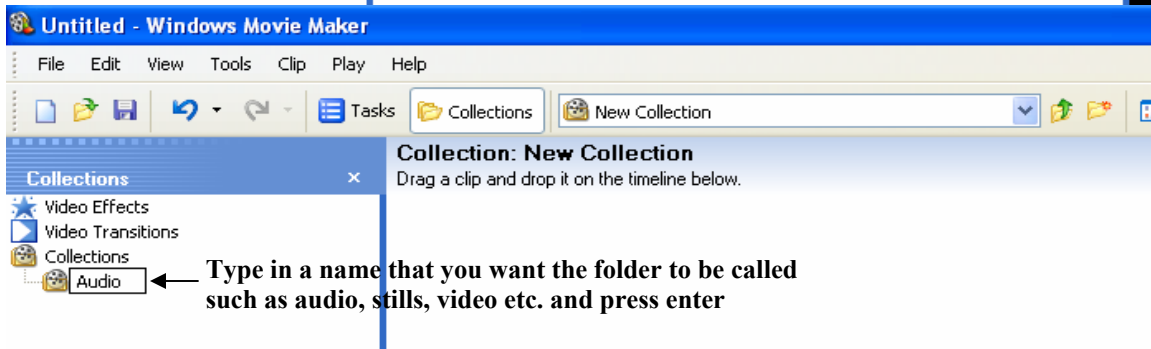 Untitled - Windows Movie Maker
File Edit View Tools Clip Play Help
Tasks Collections New Collection
Collections
Collection: New Collection
Drag a clip and drop it on the timeline below.
Video Effects
Video Transitions
Collections
Audio
Type in a name that you want the folder to be called
such as audio, stills, video etc. and press enter